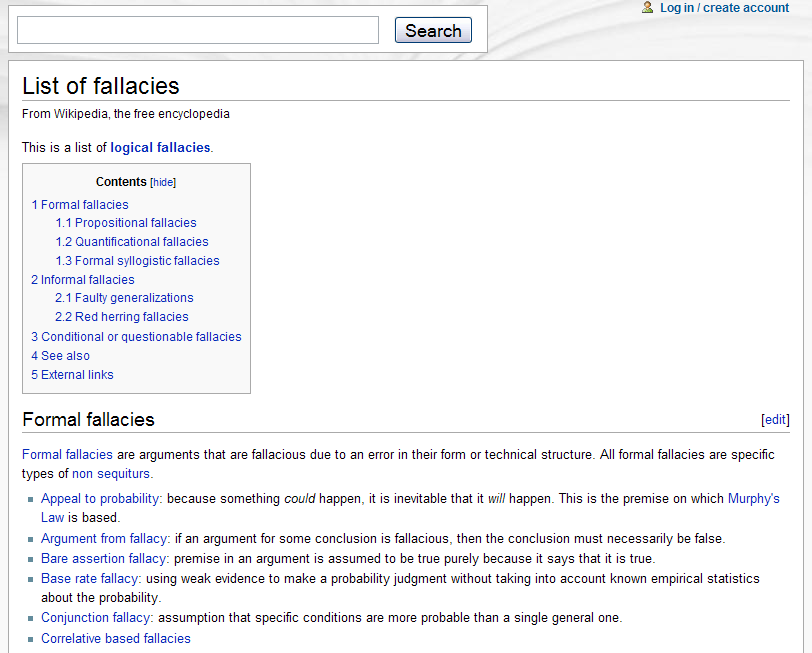 Log in / create account
Search
List of fallacies
From Wikipedia, the free encyclopedia
This is a list of logical fallacies.
Contents [hide]
1 Formal fallacies
1.1 Propositional fallacies
1.2 Quantificational fallacies
1.3 Formal syllogistic fallacies
2 Informal fallacies
2.1 Faulty generalizations
2.2 Red herring fallacies
3 Conditional or questionable fallacies
4 See also
5 External links
Formal fallacies [edit]
Formal fallacies are arguments that are fallacious due to an error in their form or technical structure. All formal fallacies are specific
types of non sequiturs.
Appeal to probability: because something could happen, it is inevitable that it will happen. This is the premise on which Murphy's
Law is based.
Argument from fallacy: if an argument for some conclusion is fallacious, then the conclusion must necessarily be false.
Bare assertion fallacy: premise in an argument is assumed to be true purely because it says that it is true.
Base rate fallacy: using weak evidence to make a probability judgment without taking into account known empirical statistics
about the probability.
Conjunction fallacy: assumption that specific conditions are more probable than a single general one.
Correlative based fallacies